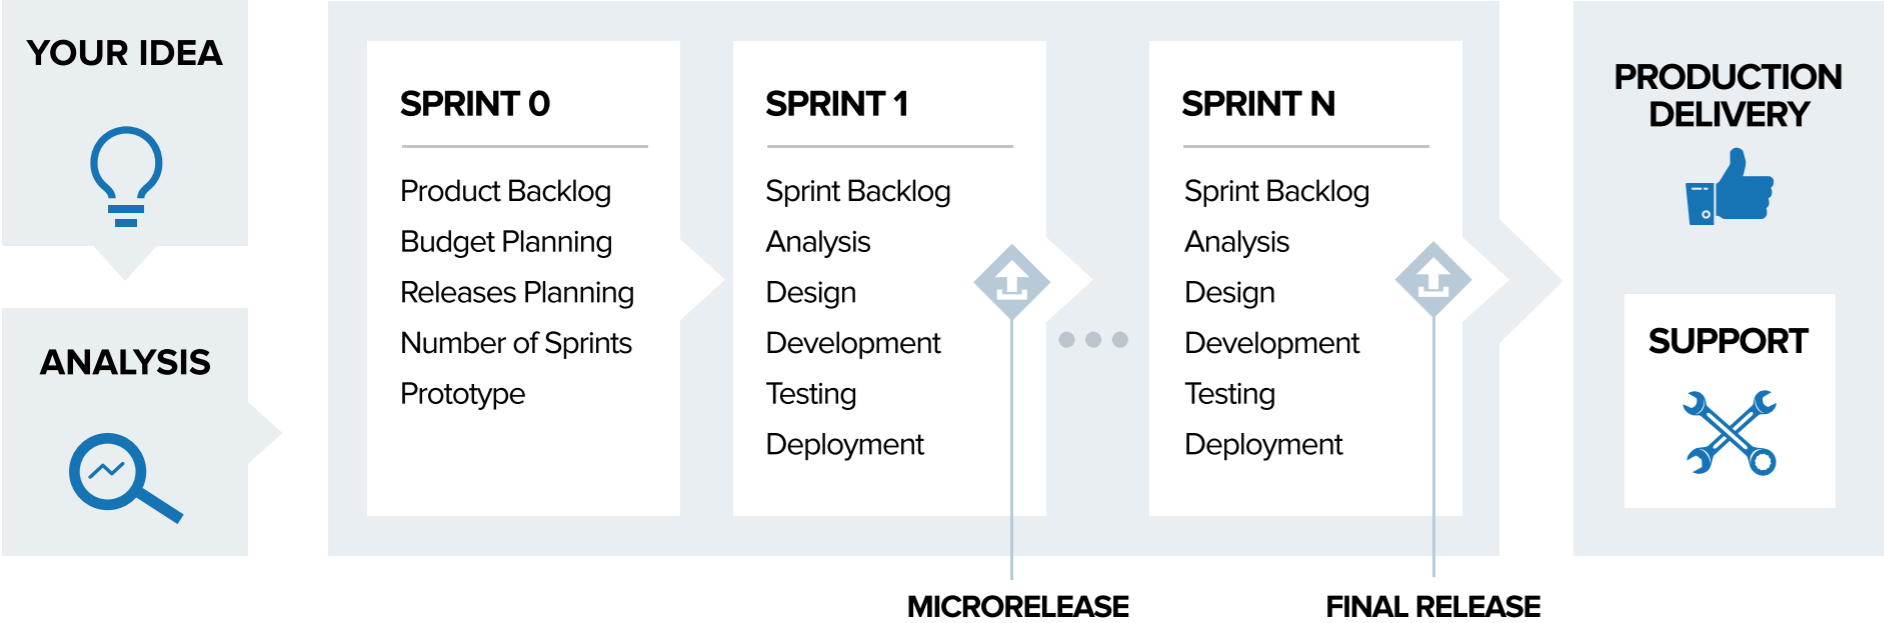 YOUR IDEA
ANALYSIS
SPRINT 0
Product Backlog
Budget Planning
Releases Planning
Number of Sprints
Prototype
SPRINT 1
Sprint Backlog
Analysis
Design
Development
Testing
Deployment
MICRORELEASE
SPRINT N
Sprint Backlog
Analysis
Design
Development
Testing
Deployment
FINAL RELEASE
PRODUCTION
DELIVERY
SUPPORT